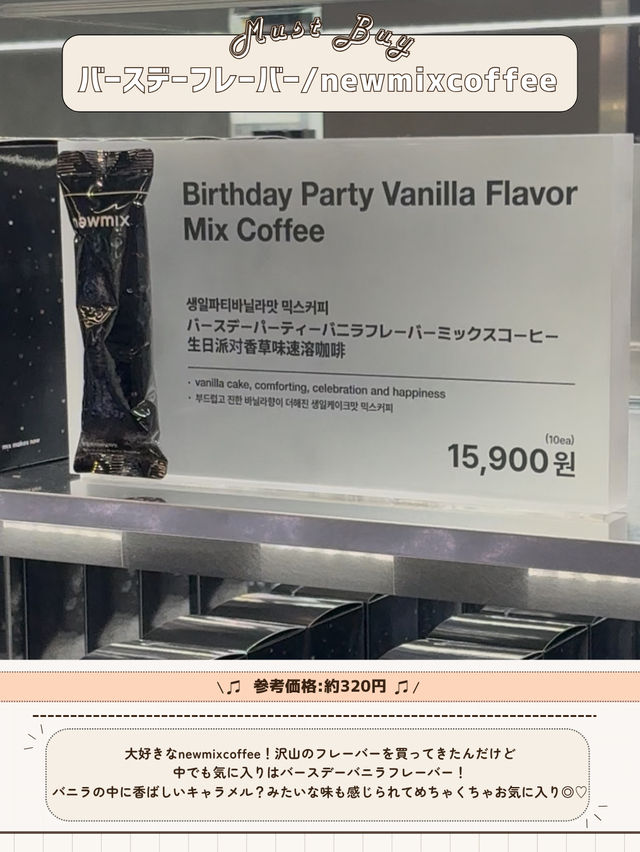 Must Buy
バースデーフレーバー/newmixcoffee
newmix
Birthday Party Vanilla Flavor
Mix Coffee
생일파티바닐라맛 믹스커피
バースデーパーティーバニラフレーバーミックスコーヒー
生日派对香草味速溶咖啡
· vanilla cake, comforting, celebration and happiness
· 부드럽고 진한 바닐라향이 더해진 생일케이크맛 믹스커피
(10ea)
15,900원
mix makes new
\♫ 参考価格:約320円 ♫/
大好きなnewmixcoffee！沢山のフレーバーを買ってきたんだけど
中でも気に入りはバースデーバニラフレーバー！
バニラの中に香ばしいキャラメル？みたいな味も感じられてめちゃくちゃお気に入り◎♡